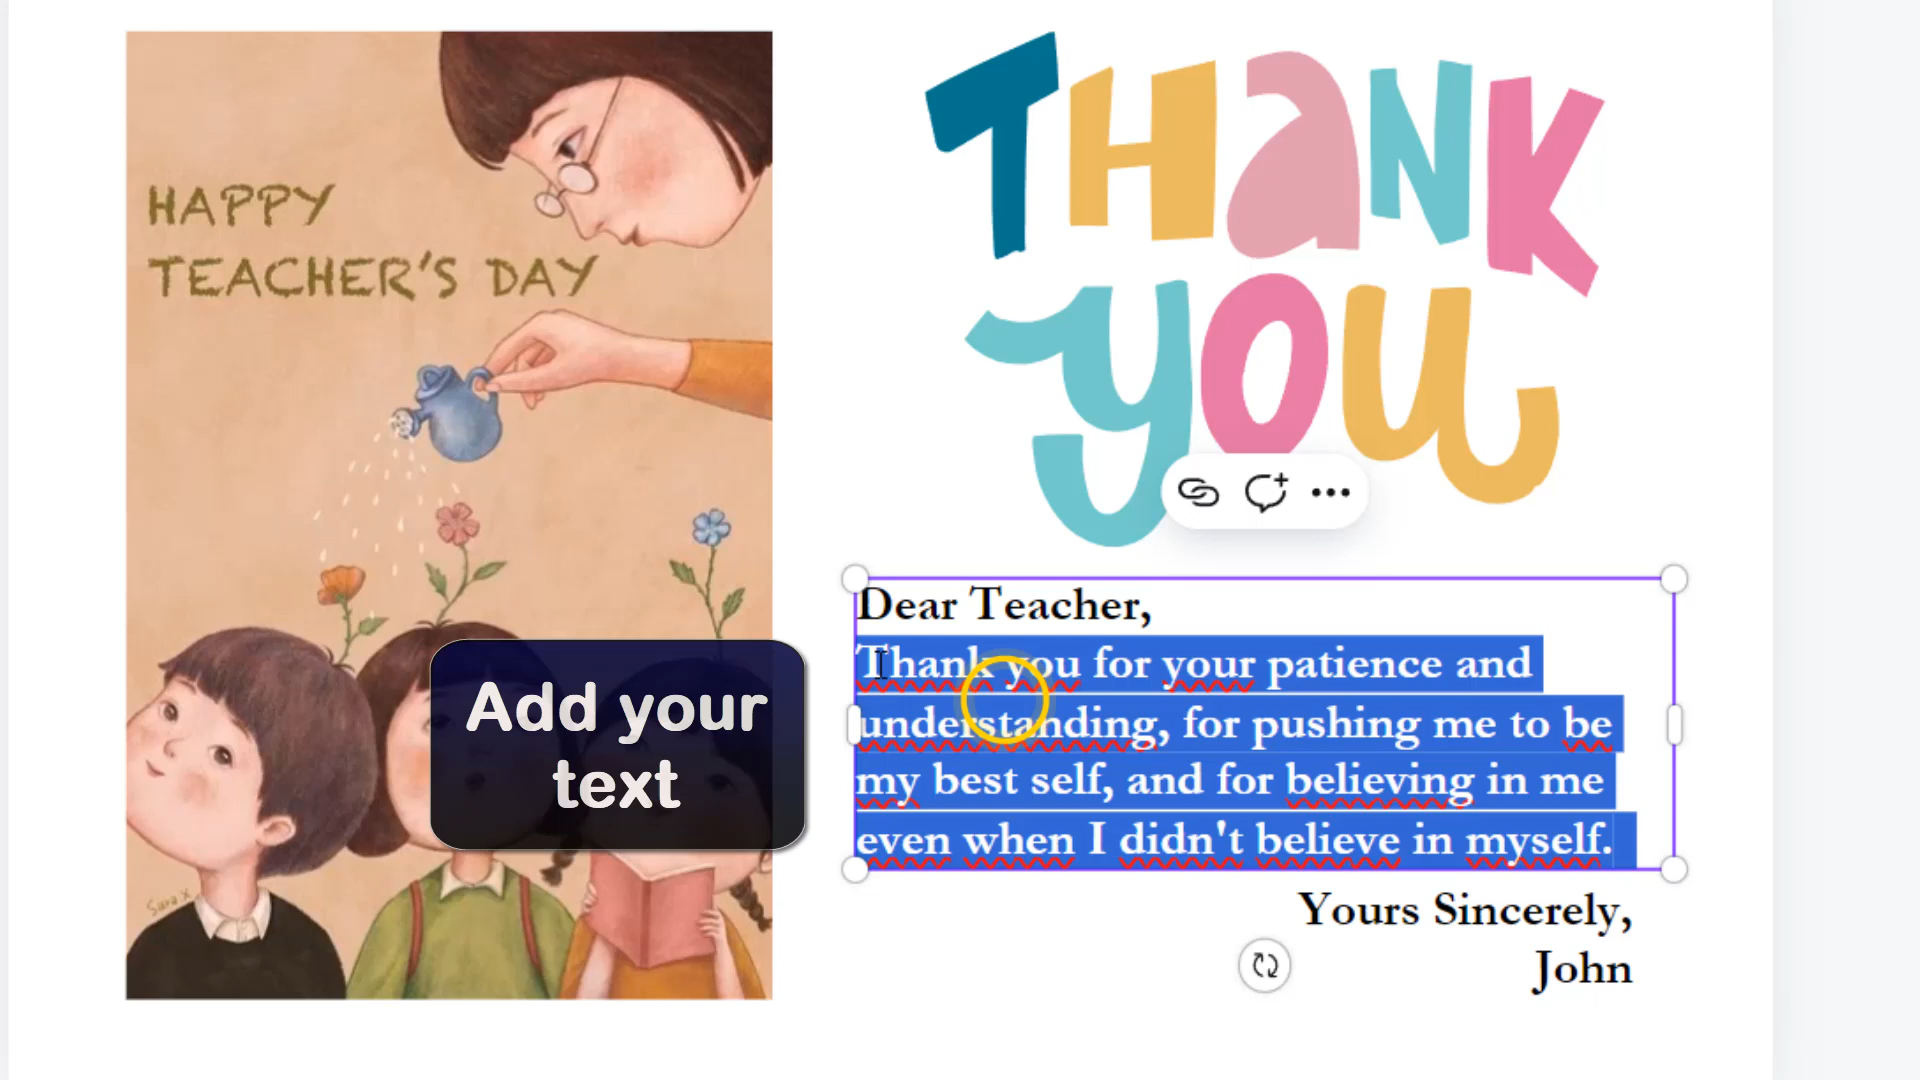 HAPPY
TEACHER'S DAY
Sara X
Add your
text
THANK
YOU
Dear Teacher,
Thank you for your patience and
understanding, for pushing me to be
my best self, and for believing in me
even when I didn't believe in myself.
Yours Sincerely,
John